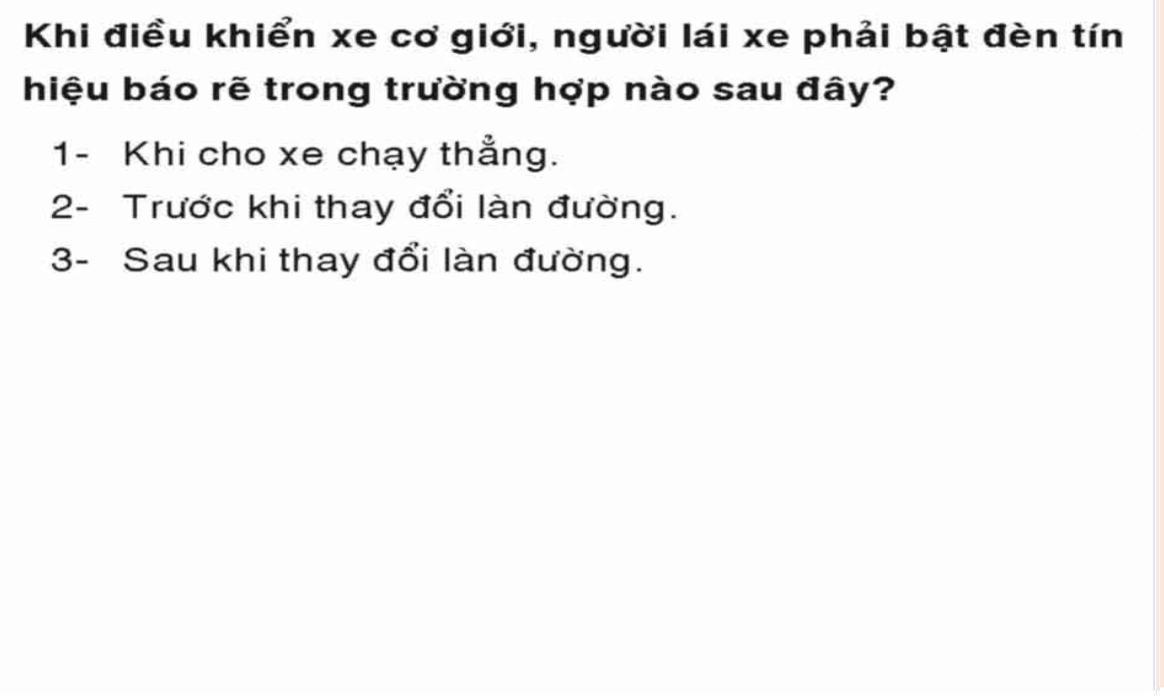 Khi điều khiển xe cơ giới, người lái xe phải bật đèn tín
hiệu báo rẽ trong trường hợp nào sau đây?
1- Khi cho xe chạy thẳng.
2- Trước khi thay đổi làn đường.
3- Sau khi thay đổi làn đường.